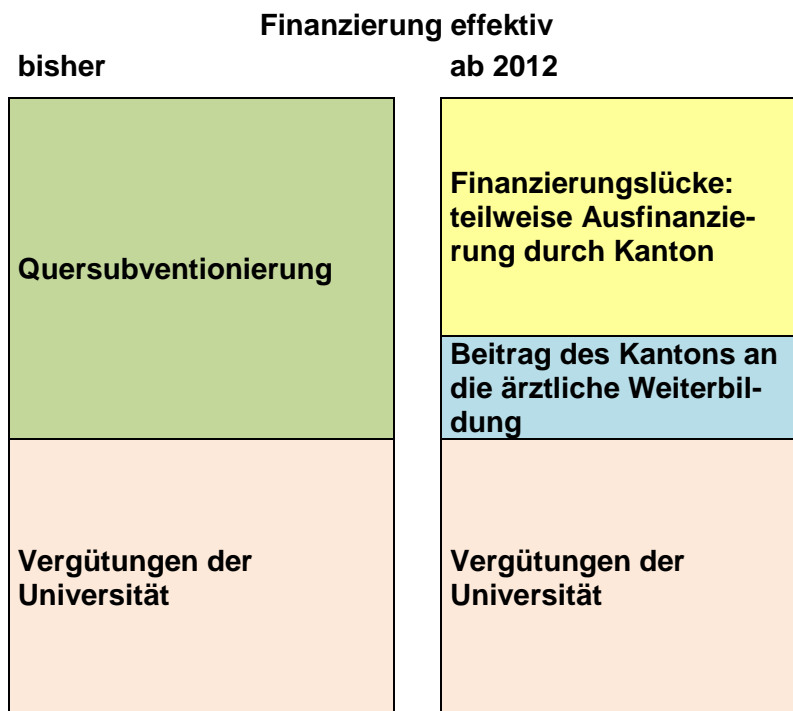 Finanzierung effektiv
bisher
ab 2012
Quersubventionierung
Vergütungen der
Universität
Finanzierungslücke:
teilweise Ausfinanzie-
rung durch Kanton
Beitrag des Kantons an
die ärztliche Weiterbil-
dung
Vergütungen der
Universität